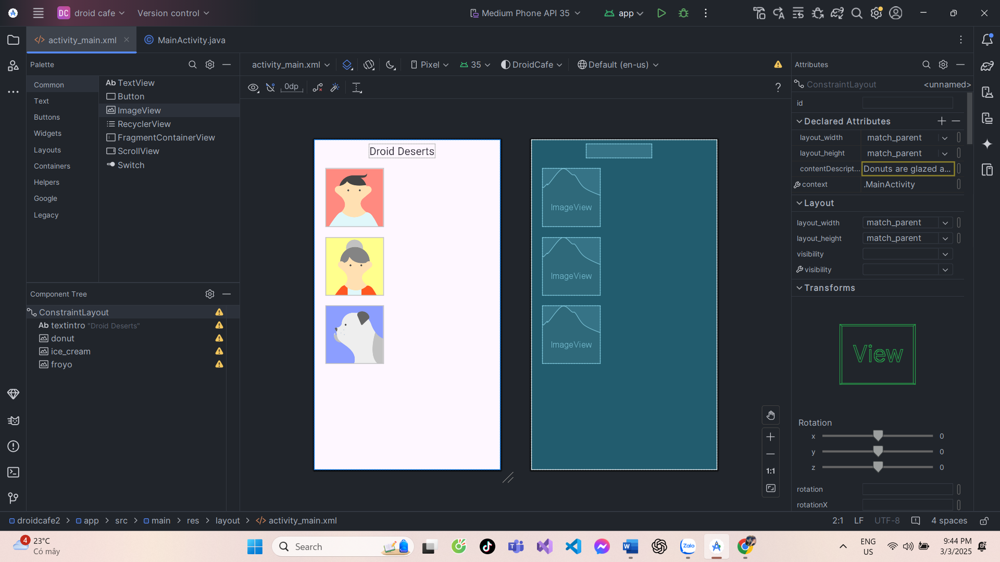 DC droid cafe Version control Medium Phone API 35 app
activity_main.xml MainActivity.java
Palette
Common
Text
Buttons
Widgets
Layouts
Containers
Helpers
Google
Legacy
Ab TextView
Button
ImageView
RecyclerView
FragmentContainerView
ScrollView
Switch
Component Tree
ConstraintLayout
Ab textintro "Droid Deserts"
donut
ice_cream
froyo
activity_main.xml Pixel 35 DroidCafe Default (en-us)
0dp ?
Droid Deserts
ImageView
ImageView
ImageView
1:1
Attributes
ConstraintLayout <unnamed>
id
Declared Attributes
layout_width match_parent
layout_height match_parent
contentDescript... Donuts are glazed a...
context .MainActivity
Layout
layout_width match_parent
layout_height match_parent
visibility
visibility
Transforms
View
Rotation
x 0
y 0
z 0
rotation
rotationX
droidcafe2 > app > src > main > res > layout > activity_main.xml 2:1 LF UTF-8 4 spaces
4 23°C
Có mây
Search
Zalo
ENG
US
9:44 PM
3/3/2025